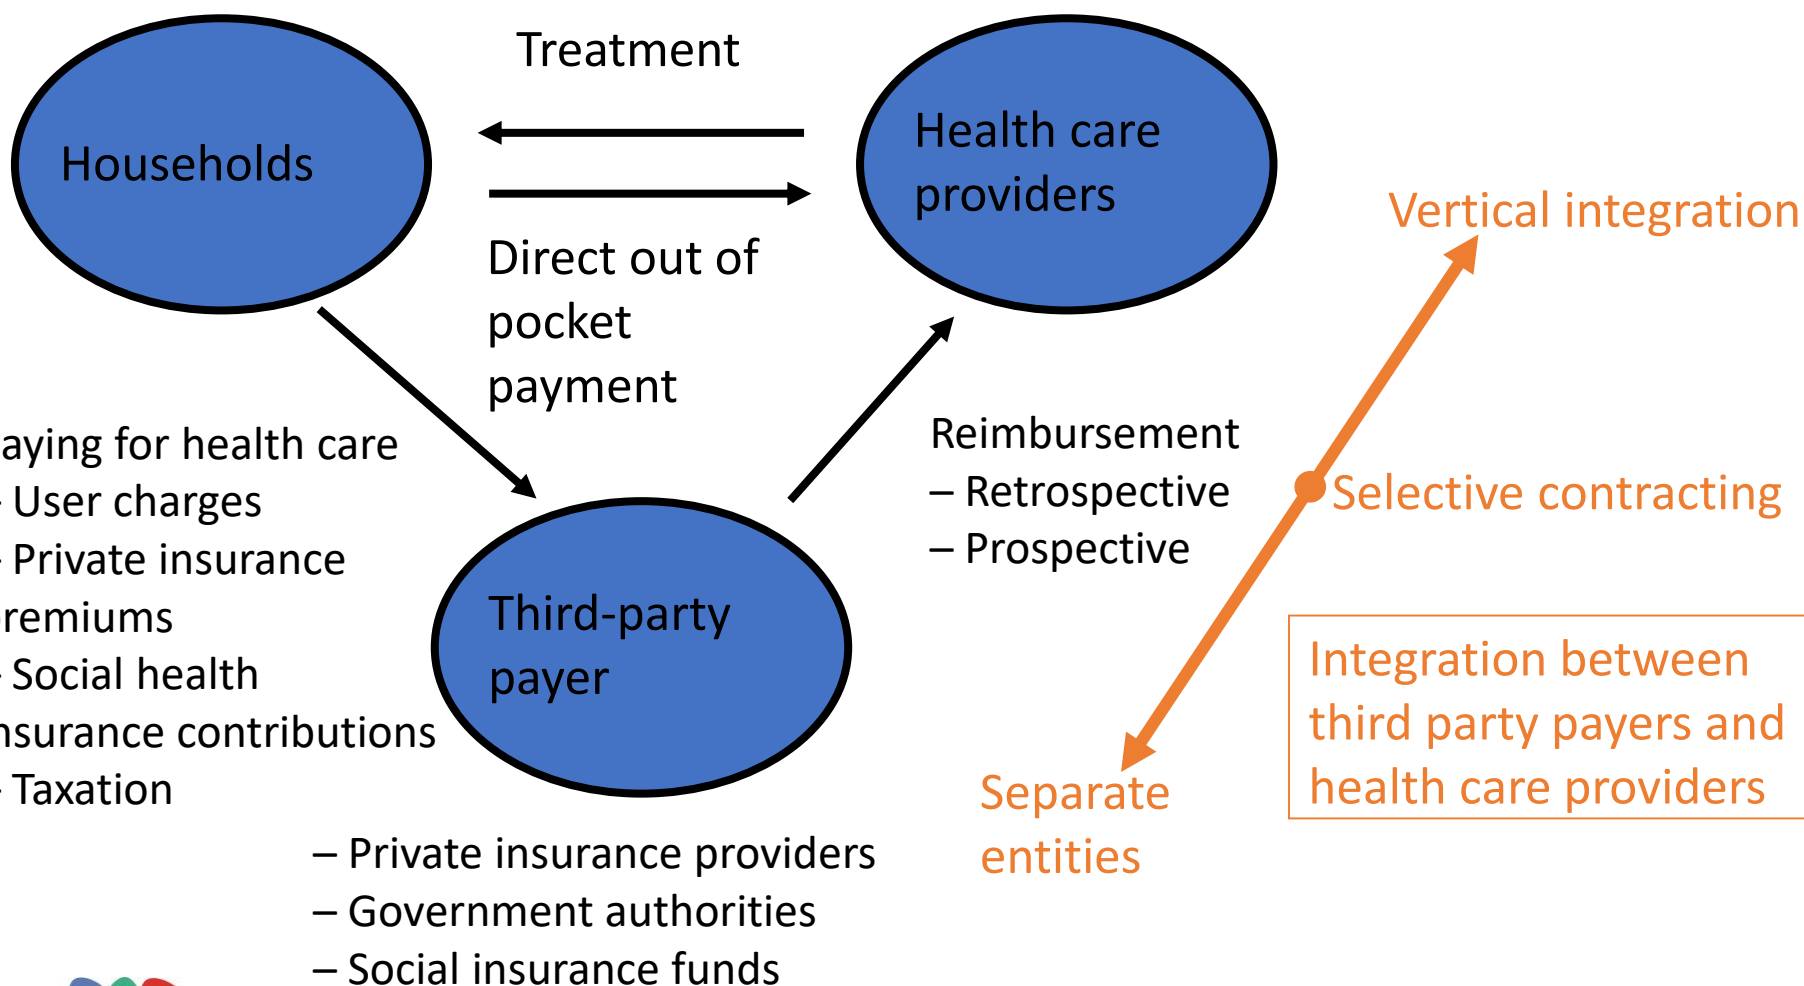 Treatment
Households
Health care
providers
Direct out of
pocket
payment
Vertical integration
aying for health care
– User charges
– Private insurance
remiums
– Social health
nsurance contributions
– Taxation
Reimbursement
– Retrospective
– Prospective
Selective contracting
Third-party
payer
Integration between
third party payers and
health care providers
Separate
entities
– Private insurance providers
– Government authorities
– Social insurance funds